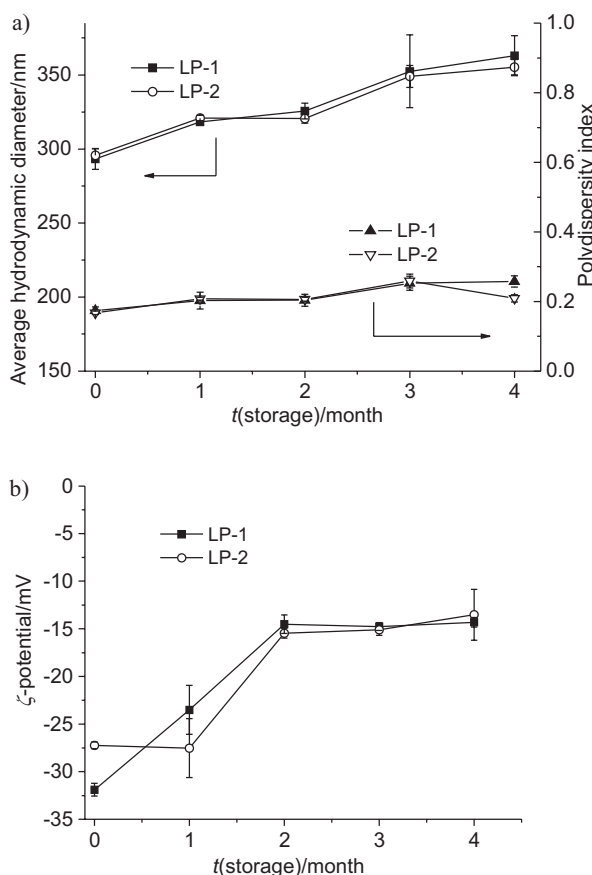 a)
Average hydrodynamic diameter/nm
350
300
250
200
150
LP-1
LP-2
LP-1
LP-2
1.0
0.8
0.6
0.4
0.2
0.0
Polydispersity index
0 1 2 3 4
t(storage)/month
b)
ζ-potential/mV
0
-5
-10
-15
-20
-25
-30
-35
LP-1
LP-2
0 1 2 3 4
t(storage)/month